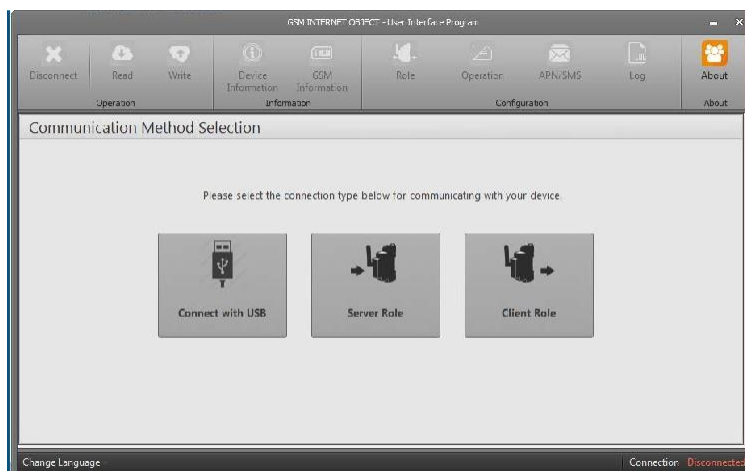 GSM INTERNET OBJECT - User Interface Program
Disconnect Read Write Device Information GSM Information Role Operation APN/SMS Log About
Operation Information Configuration About
Communication Method Selection
Please select the connection type below for communicating with your device.
Connect with USB Server Role Client Role
Change Language Connection Disconnected